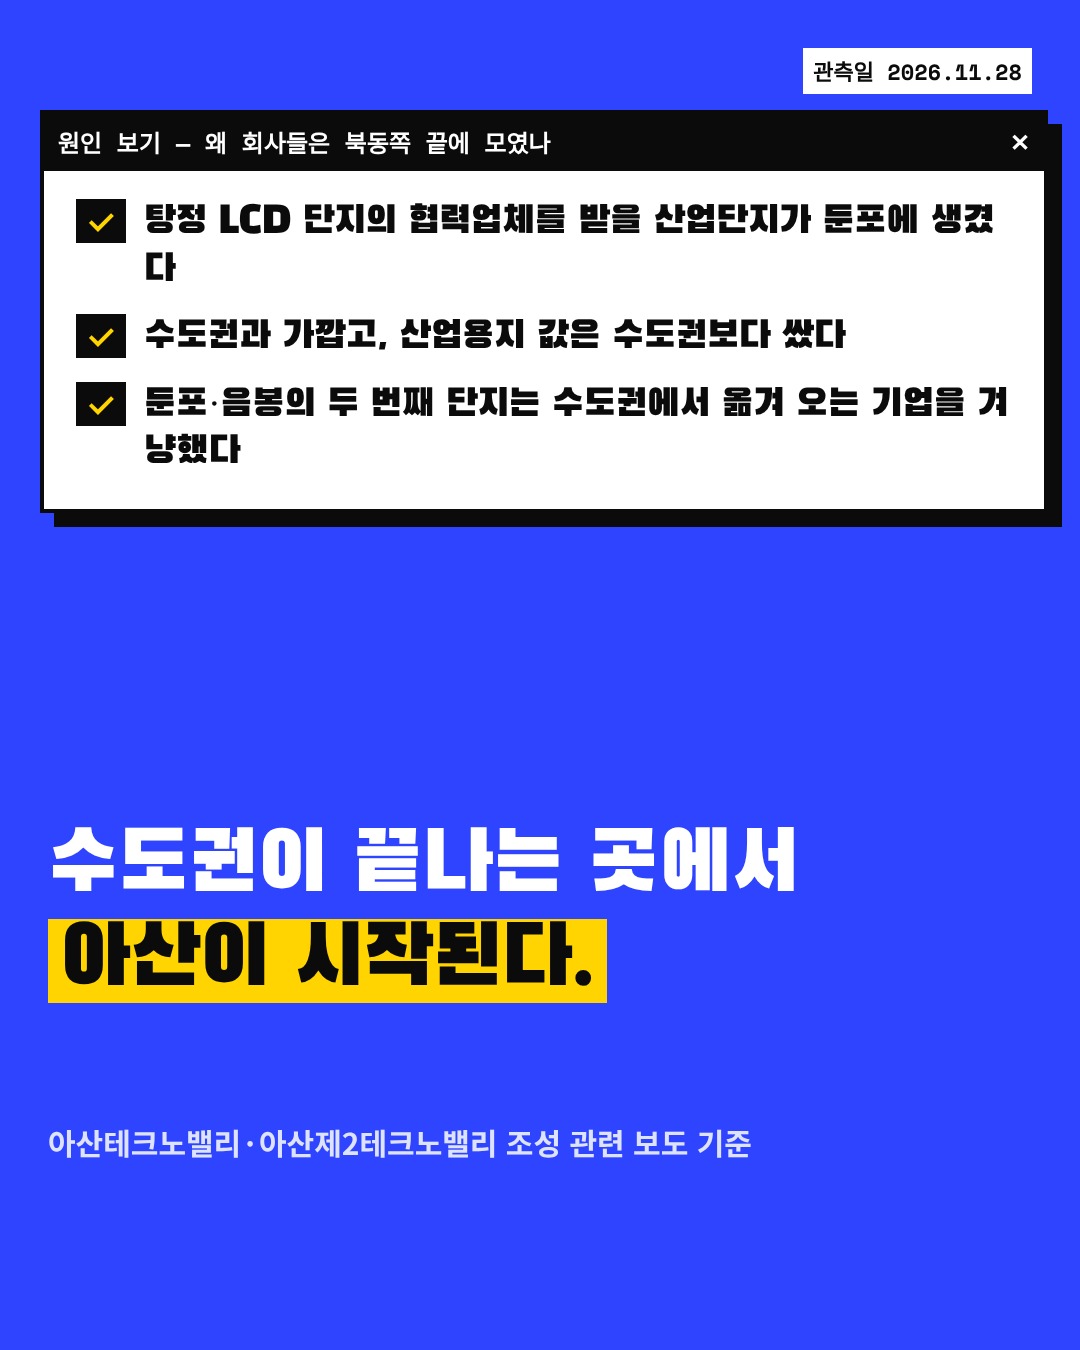 관측일 2026.11.28
원인 보기 — 왜 회사들은 북동쪽 끝에 모였나 ×
탕정 LCD 단지의 협력업체를 받을 산업단지가 둔포에 생겼
다
수도권과 가깝고, 산업용지 값은 수도권보다 쌌다
둔포·음봉의 두 번째 단지는 수도권에서 옮겨 오는 기업을 겨
냥했다
수도권이 끝나는 곳에서
아산이 시작된다.
아산테크노밸리·아산제2테크노밸리 조성 관련 보도 기준